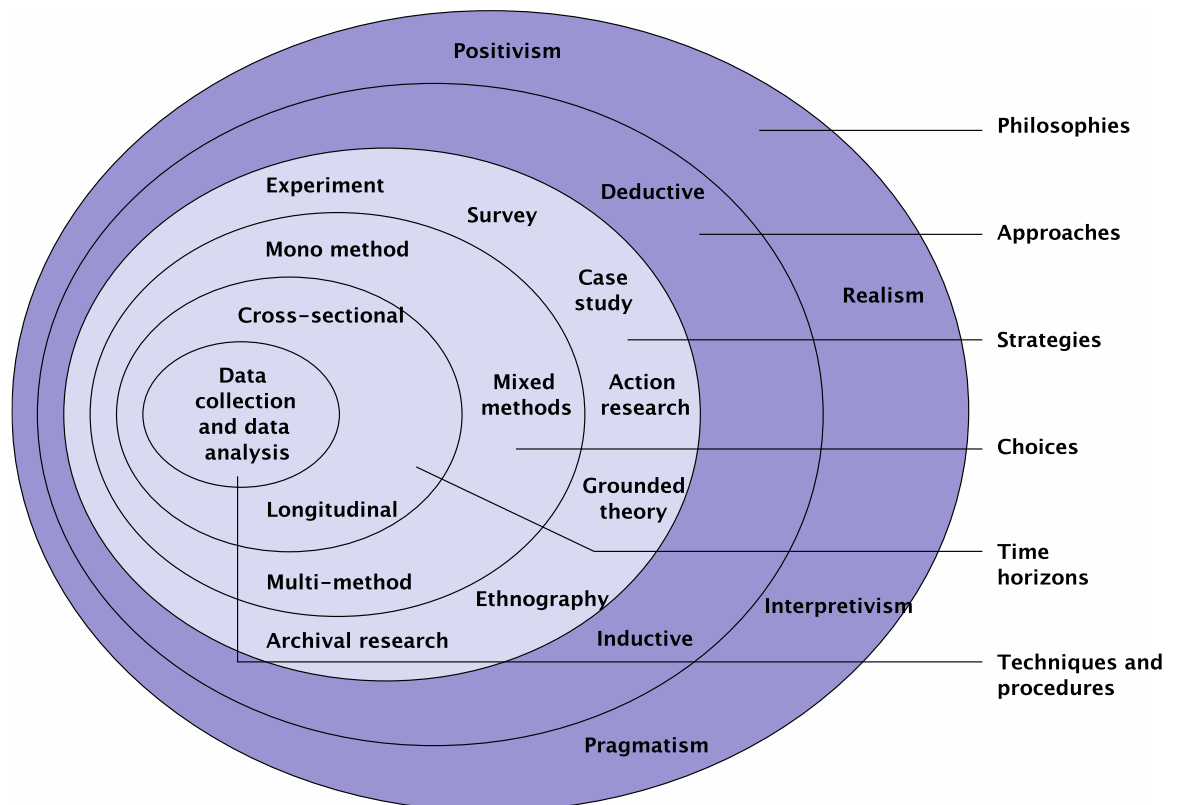 Positivism
Philosophies
Experiment
Deductive
Survey
Approaches
Mono method
Case
study
Realism
Cross-sectional
Strategies
Data
collection
and data
analysis
Mixed
methods
Action
research
Choices
Grounded
theory
Longitudinal
Time
horizons
Multi-method
Ethnography
Interpretivism
Archival research
Inductive
Techniques and
procedures
Pragmatism